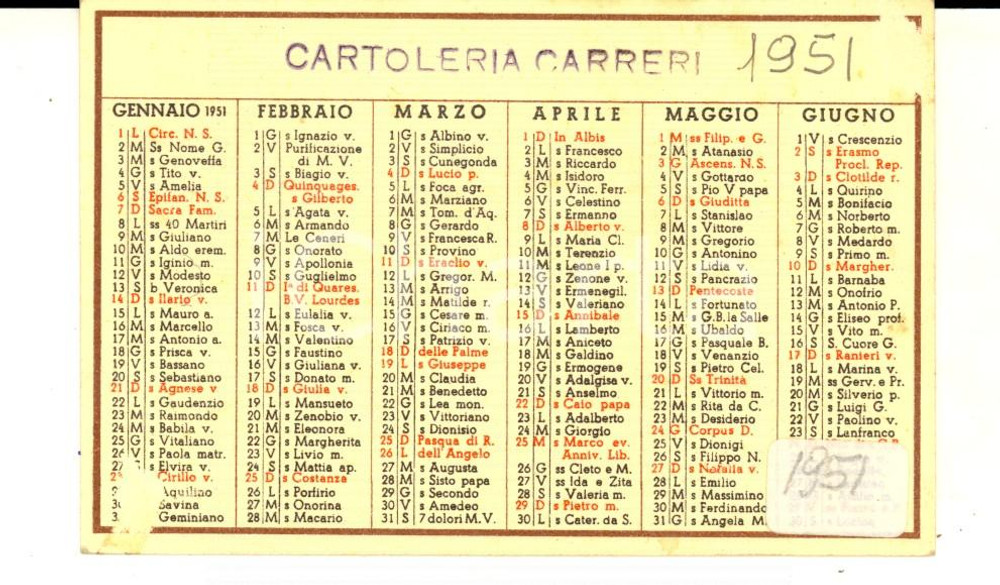 CARTOLERIA CARRERI 1951
GENNAIO 1951
1 L Circ. N. S.
2 M Ss Nome G.
3 M s Genoveffa
4 G s Tito v.
5 V s Amelia
6 S Epifan. N. S.
7 D Sacra Fam.
8 L ss 40 Martiri
9 M s Giuliano
10 M s Aldo erem.
11 G s Iginio m.
12 V s Modesto
13 S b Veronica
14 D s Ilario v.
15 L s Mauro a.
16 M s Marcello
17 M s Antonio a.
18 G s Prisca v.
19 V s Bassano
20 S s Sebastiano
21 D s Agnese v
22 L s Gaudenzio
23 M s Raimondo
24 M s Babila v.
25 G s Vitaliano
26 V s Paola matr.
27 s Elvira v.
Cirillo v.
Aquilino
Savina
Geminiano
FEBBRAIO
1 G s Ignazio v.
2 V Purificazione
di M. V.
3 S s Biagio v.
4 D Quinquages.
s Gilberto
5 L s Agata v.
6 M s Armando
7 M Le Ceneri
8 G s Onorato
9 V s Apollonia
10 S s Guglielmo
11 D Iª di Quares.
B.V. Lourdes
12 L s Eulalia v.
13 M s Fosca v.
14 M s Valentino
15 G s Faustino
16 V s Giuliana v.
17 S s Donato m.
18 D s Giulia v.
19 L s Mansueto
20 M s Zenobio v.
21 M s Eleonora
22 G s Margherita
23 V s Livio m.
24 S s Mattia ap.
25 D s Costanza
26 L s Porfirio
27 M s Onorina
28 M s Macario
MARZO
1 G s Albino v.
2 V s Simplicio
3 S s Cunegonda
4 D s Lucio p.
5 L s Foca agr.
6 M s Marziano
7 M s Tom. d'Aq.
8 G s Gerardo
9 V s Francesca R.
10 S s Provino
11 D s Eraclio v.
12 L s Gregor. M.
13 M s Arrigo
14 M s Matilde r.
15 G s Cesare m.
16 V s Ciriaco m.
17 S s Patrizio v.
18 D delle Palme
19 L s Giuseppe
20 M s Claudia
21 M s Benedetto
22 G s Lea mon.
23 V s Vittoriano
24 S s Dionisio
25 D Pasqua di R.
26 L dell'Angelo
27 M s Augusta
28 M s Sisto papa
29 G s Secondo
30 V s Amedeo
31 S 7 dolori M.V.
APRILE
1 D In Albis
2 L s Francesco
3 M s Riccardo
4 M s Isidoro
5 G s Vinc. Ferr.
6 V s Celestino
7 S s Ermanno
8 D s Alberto v.
9 L s Maria Cl.
10 M s Terenzio
11 M s Leone I p.
12 G s Zenone v.
13 V s Ermenegil.
14 S s Valeriano
15 D s Annibale
16 L s Lamberto
17 M s Aniceto
18 M s Galdino
19 G s Ermogene
20 V s Adalgisa v.
21 S s Anselmo
22 D s Caio papa
23 L s Adalberto
24 M s Giorgio
25 M s Marco ev.
Anniv. Lib.
26 G ss Cleto e M.
27 V ss Ida e Zita
28 S s Valeria m.
29 D s Pietro m.
30 L s Cater. da S.
MAGGIO
1 M ss Filip. e G.
2 M s Atanasio
3 G Ascens. N.S.
4 V s Gottardo
5 S s Pio V papa
6 D s Giuditta
7 L s Stanislao
8 M s Vittore
9 M s Gregorio
10 G s Antonino
11 V s Lidia v.
12 S s Pancrazio
13 D Pentecoste
14 L s Fortunato
15 M s G.B. la Salle
16 M s Ubaldo
17 G s Pasquale B.
18 V s Venanzio
19 S s Pietro Cel.
20 D Ss Trinità
21 L s Vittorio m.
22 M s Rita da C.
23 M s Desiderio
24 G Corpus D.
25 V s Dionigi
26 S s Filippo N.
27 D s Natalia v.
28 L s Emilio
29 M s Massimino
30 M s Ferdinando
31 G s Angela M.
GIUGNO
1 V s Crescenzio
2 S s Erasmo
Procl. Rep.
3 D s Clotilde r.
4 L s Quirino
5 M s Bonifacio
6 M s Norberto
7 G s Roberto m.
8 V s Medardo
9 S s Primo m.
10 D s Margher.
11 L s Barnaba
12 M s Onofrio
13 M s Antonio P.
14 G s Eliseo prof.
15 V s Vito m.
16 S S. Cuore G.
17 D s Ranieri v.
18 L s Marina v.
19 M ss Gerv. e Pr.
20 M s Silverio p.
21 G s Luigi G.
22 V s Paolino v.
23 S s Lanfranco
1951